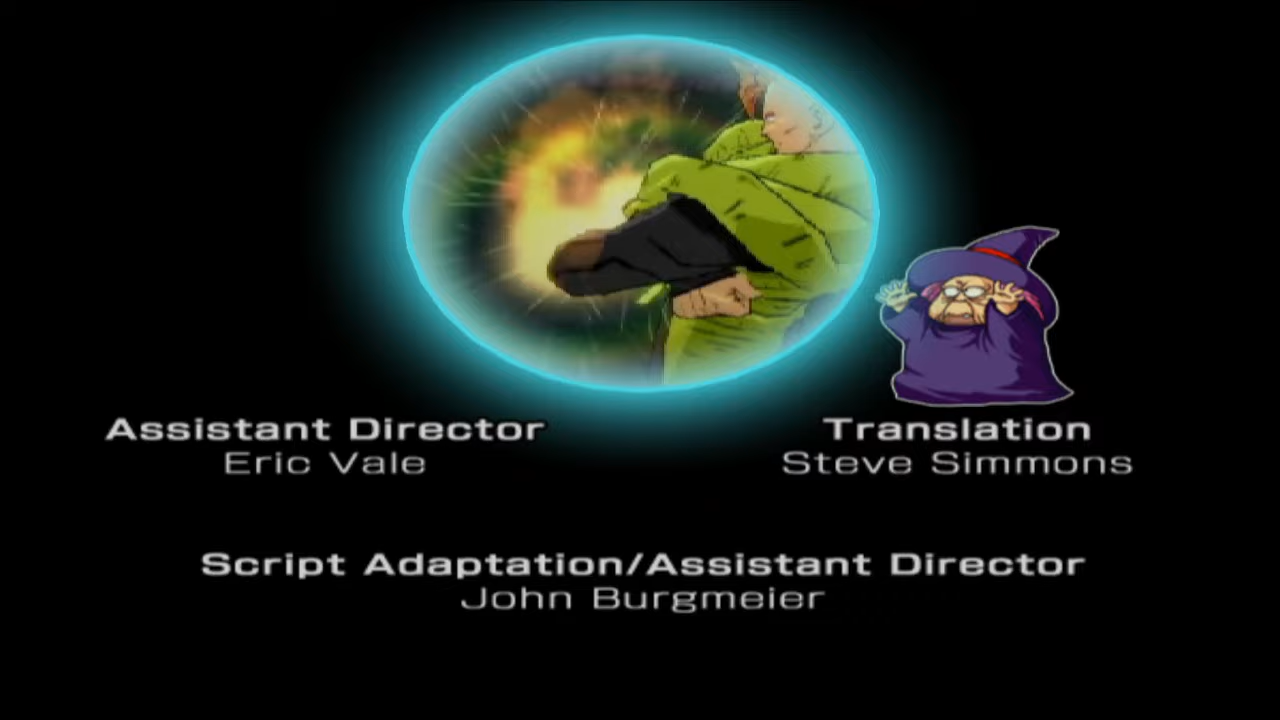 Assistant Director
Eric Vale
Translation
Steve Simmons
Script Adaptation/Assistant Director
John Burgmeier